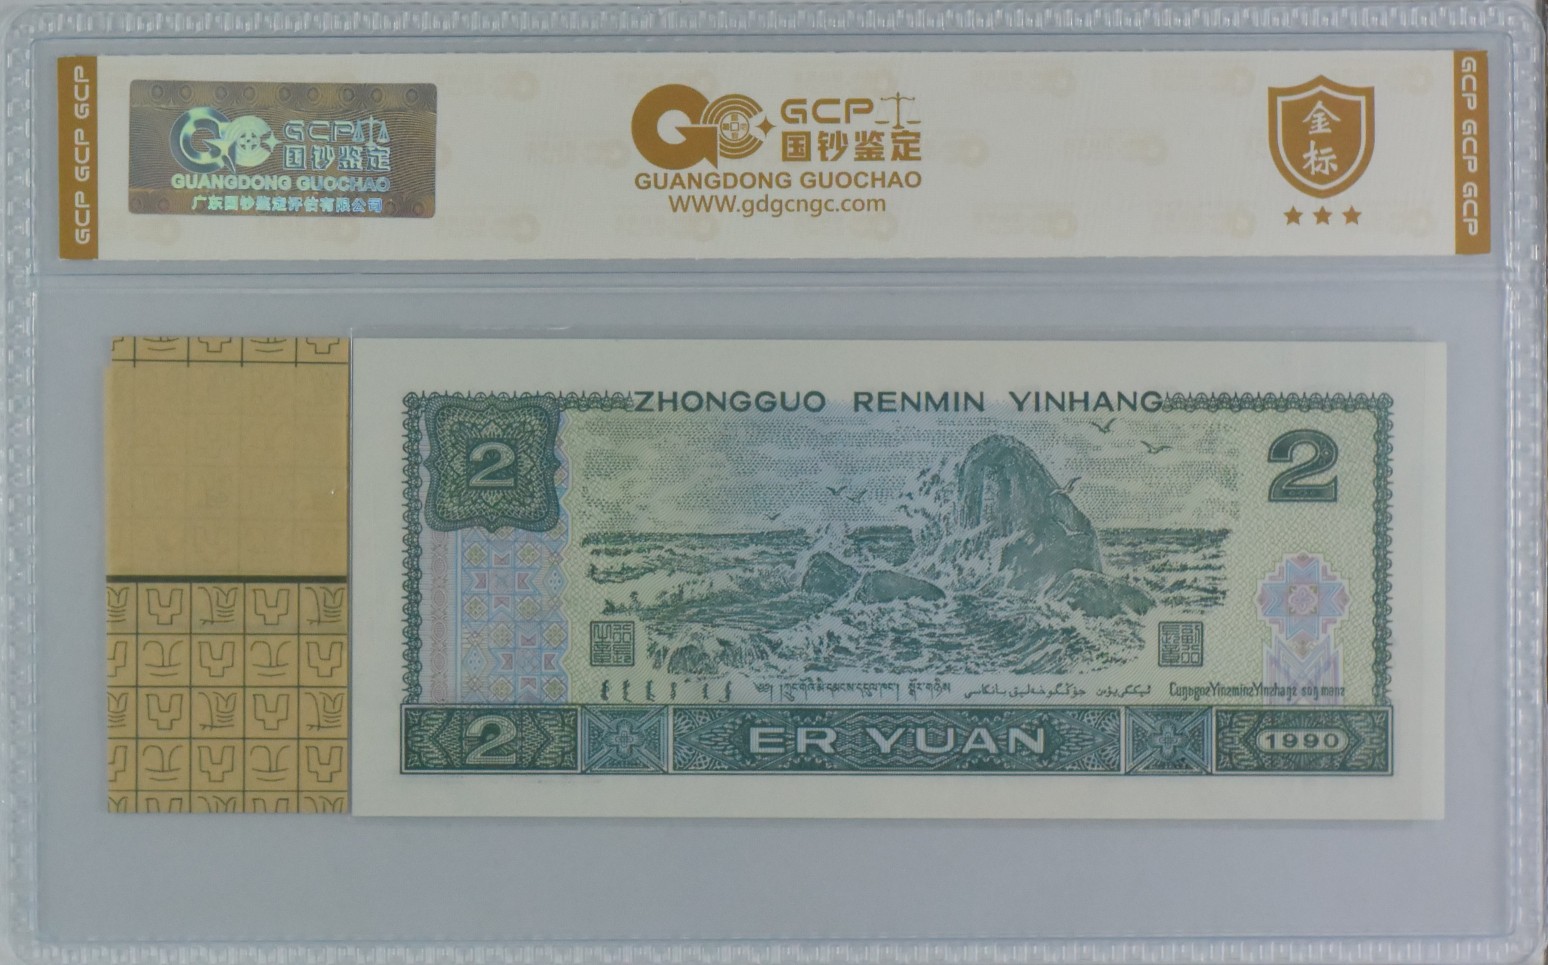 GCP GCP GCP
GCP
国钞鉴定
GUANGDONG GUOCHAO
广东国钞鉴定评估有限公司
GCP
国钞鉴定
GUANGDONG GUOCHAO
WWW.gdgcngc.com
金
标
GCP GCP GCP
ZHONGGUO RENMIN YINHANG
2
2
CungƨgozYinzminzYinzhangz
2
ER YUAN
1990